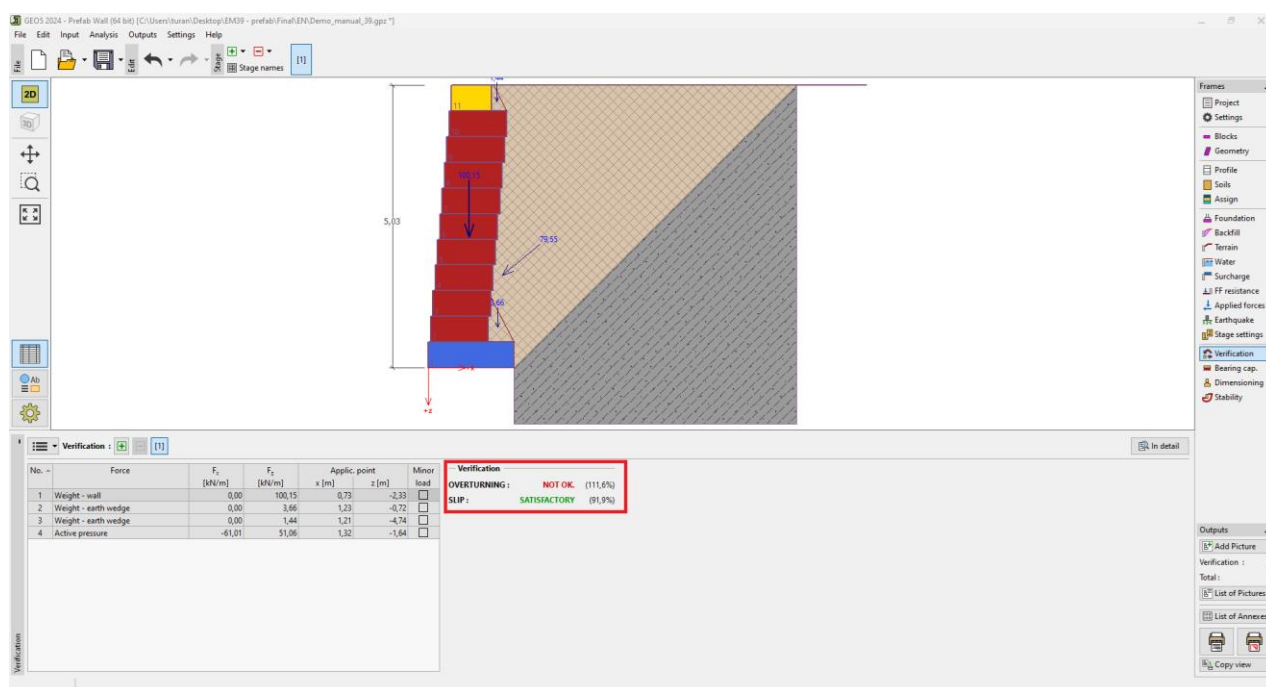 GEO5 2024 - Prefab Wall (64 bit) [C:\Users\turan\Desktop\EM39 - prefab\Final\EN\Demo_manual_39.gpz *]
File Edit Input Analysis Outputs Settings Help
File
Edit
Stage
Stage names
[1]
2D
3D
11
100,15
5,03
79,55
3,66
+x
+z
Ab
Frames
Project
Settings
Blocks
Geometry
Profile
Soils
Assign
Foundation
Backfill
Terrain
Water
Surcharge
FF resistance
Applied forces
Earthquake
Stage settings
Verification
Bearing cap.
Dimensioning
Stability
Verification : [1]
In detail
No. Force Fx Fz Applic. point Minor
[kN/m] [kN/m] x [m] z [m] load
1 Weight - wall 0,00 100,15 0,73 -2,33
2 Weight - earth wedge 0,00 3,66 1,23 -0,72
3 Weight - earth wedge 0,00 1,44 1,21 -4,74
4 Active pressure -61,01 51,06 1,32 -1,64
Verification
OVERTURNING : NOT OK. (111,6%)
SLIP : SATISFACTORY (91,9%)
Verification
Outputs
Add Picture
Verification :
Total :
List of Pictures
List of Annexes
Copy view